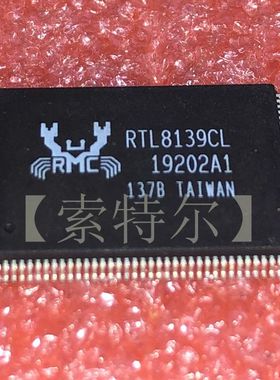 RTL8139CL
RMC
19202A1
137B TAIWAN
【索特尔】